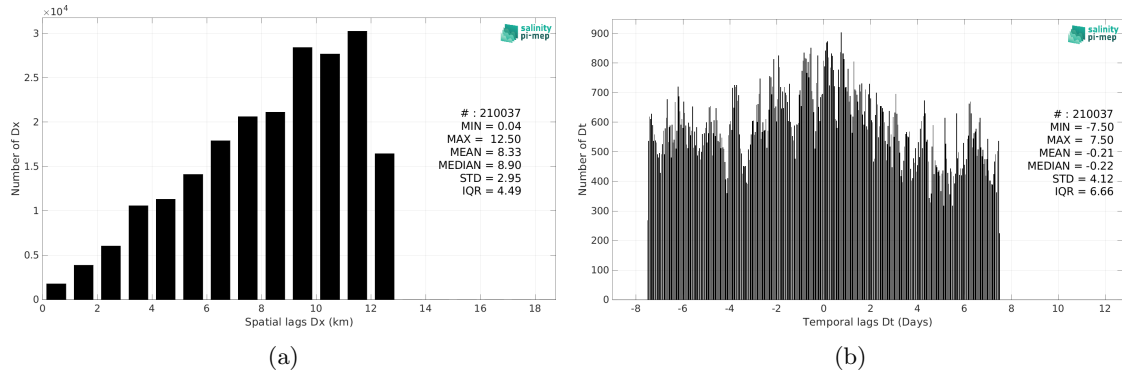 ×10⁴
3
2.5
2
1.5
1
0.5
0
Number of Dx
0 2 4 6 8 10 12 14 16 18
Spatial lags Dx (km)
salinity
pi-mep
# : 210037
MIN = 0.04
MAX = 12.50
MEAN = 8.33
MEDIAN = 8.90
STD = 2.95
IQR = 4.49
(a)
900
800
700
600
500
400
300
200
100
0
Number of Dt
-8 -6 -4 -2 0 2 4 6 8 10 12
Temporal lags Dt (Days)
salinity
pi-mep
# : 210037
MIN = -7.50
MAX = 7.50
MEAN = -0.21
MEDIAN = -0.22
STD = 4.12
IQR = 6.66
(b)